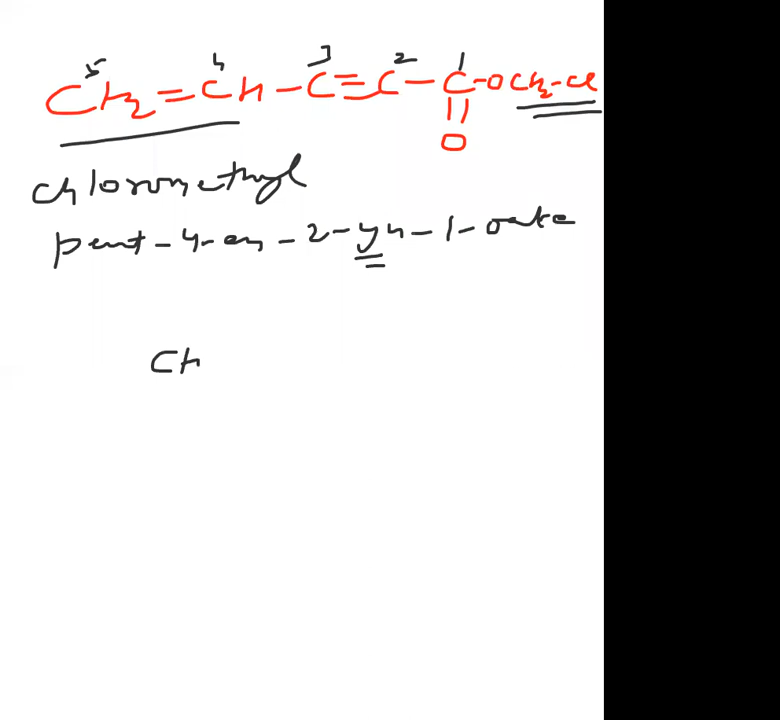 5 4 3 2 1
CH2=CH-C≡C-C-OCH2-Cl
||
O
chloromethyl
pent-4-en-2-yn-1-oate
CH